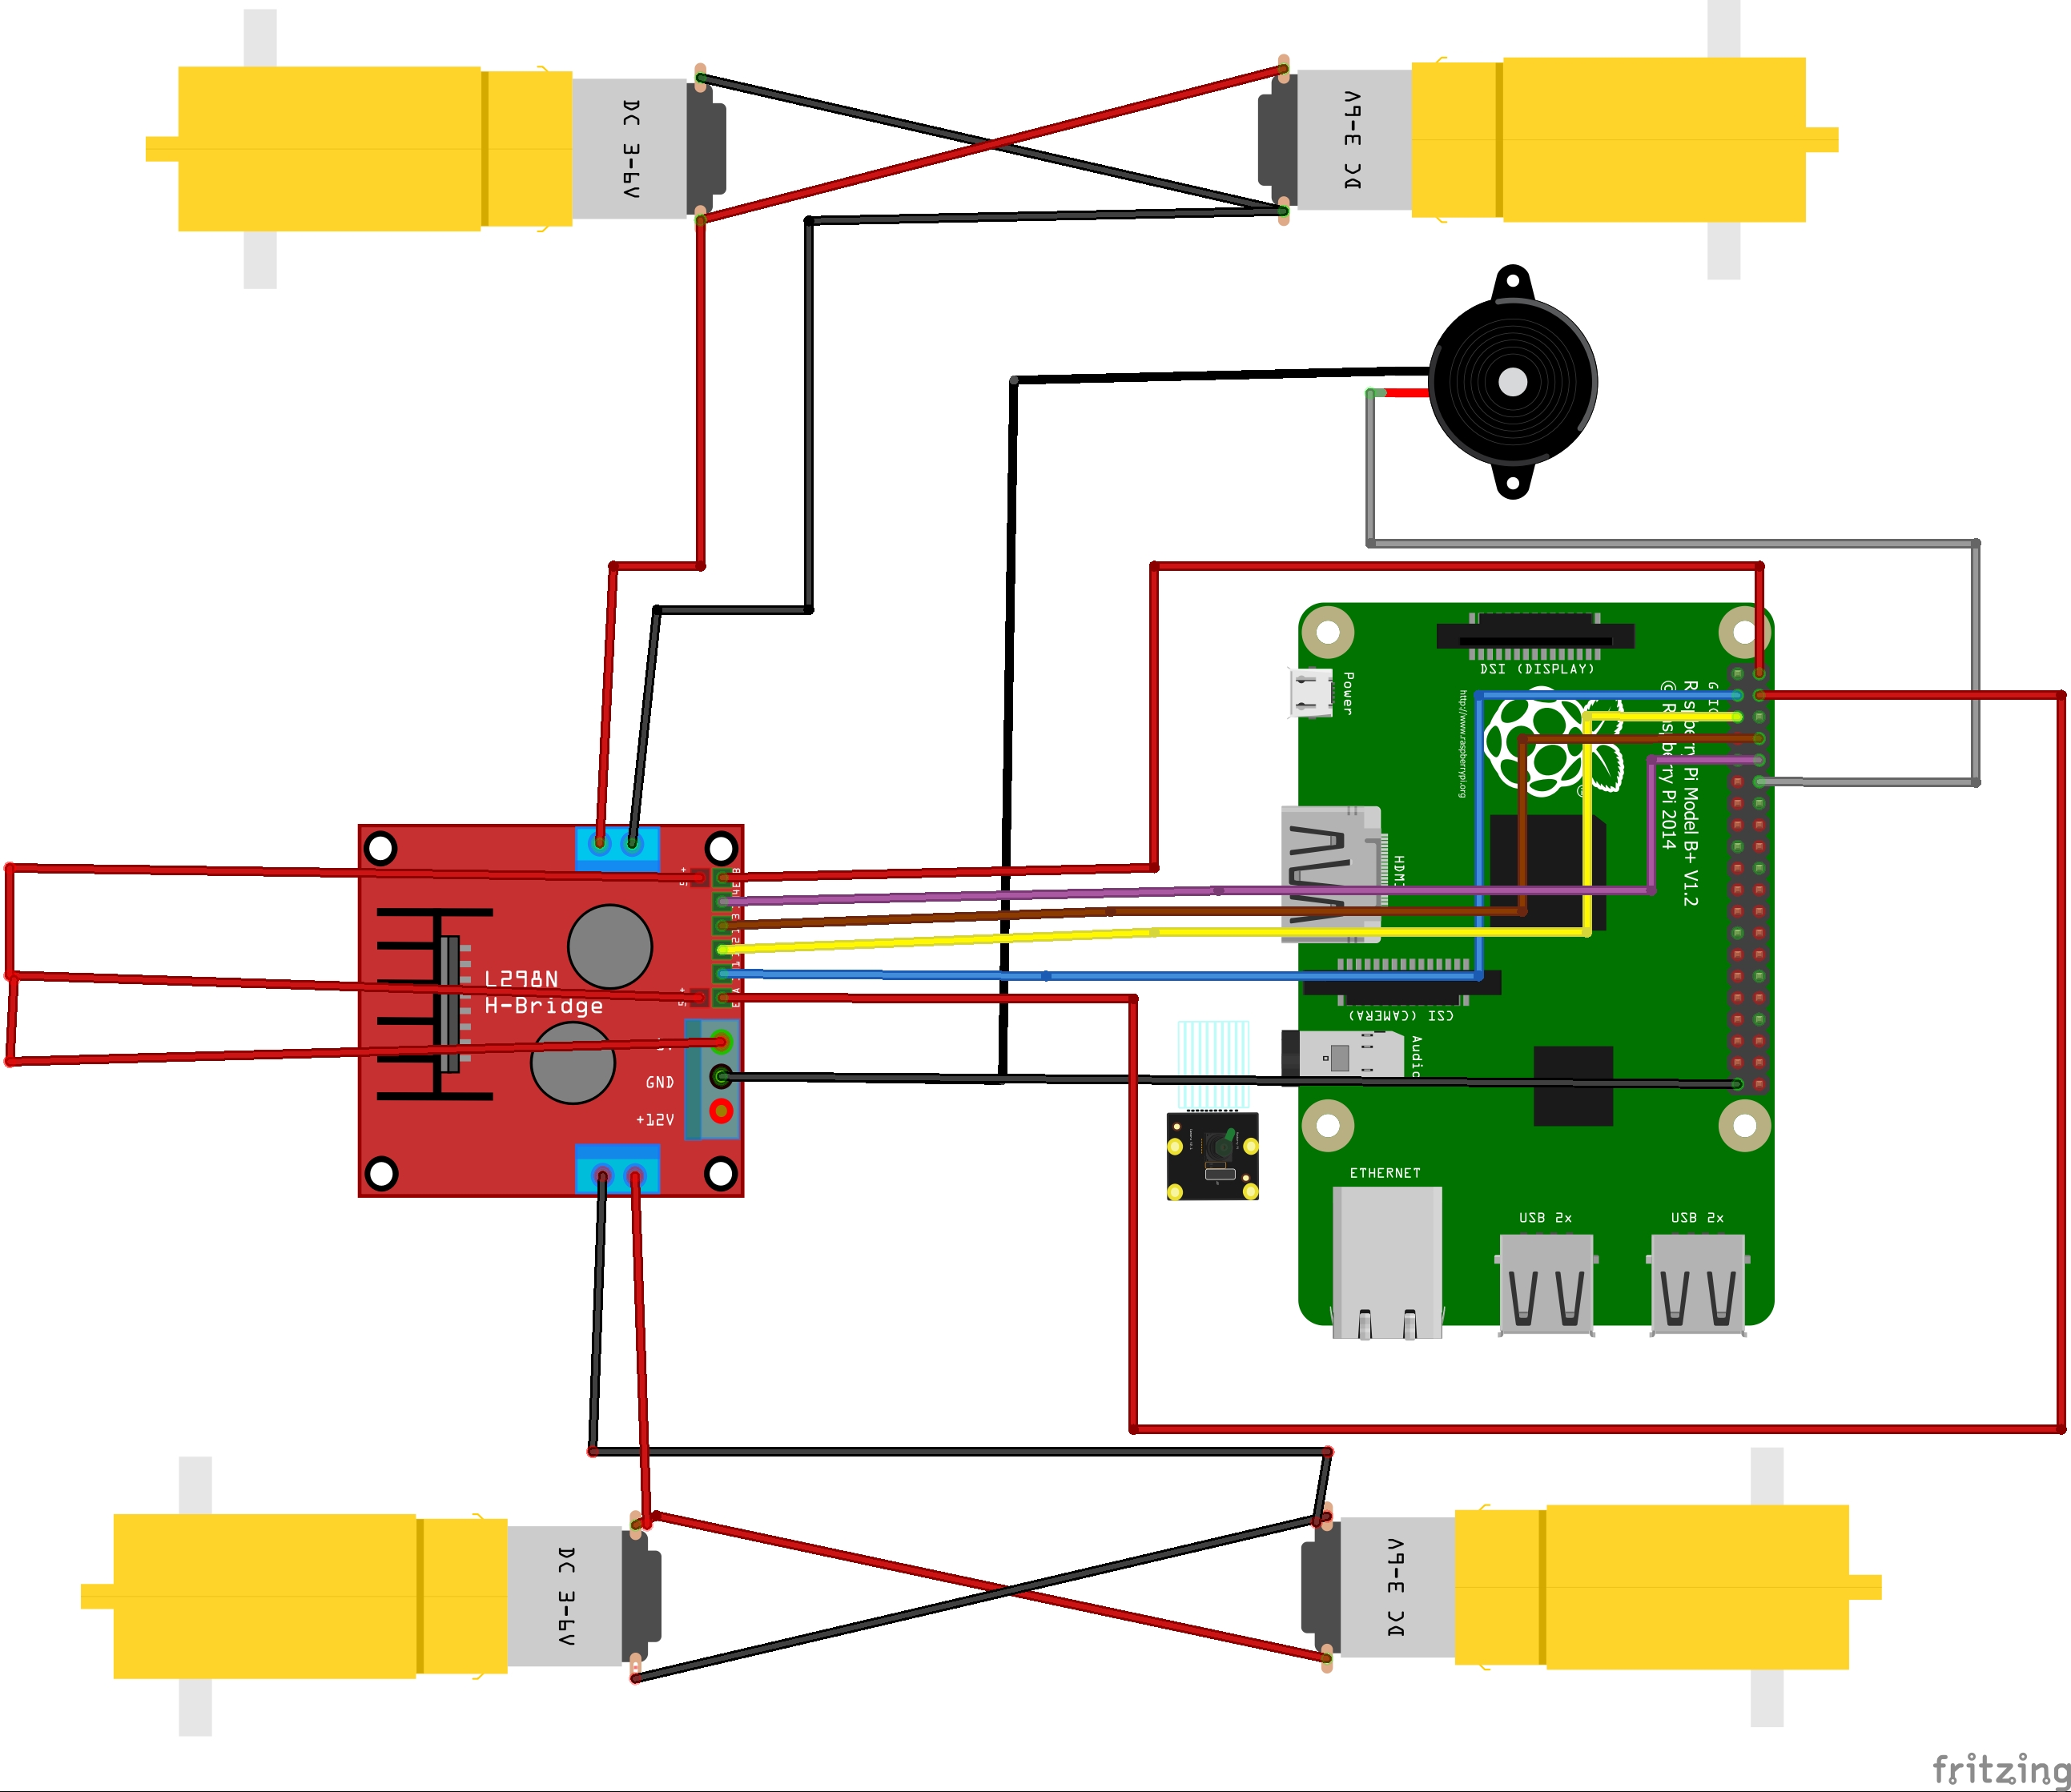 DC 3-6V
DC 3-6V
DSI (DISPLAY)
Power
http://www.raspberrypi.org
Raspberry Pi Model B+ V1.2
© Raspberry Pi 2014
HDMI
L298N
H-Bridge
CSI (CAMERA)
Audio
GND
+12V
ETHERNET
USB 2x
USB 2x
DC 3-6V
DC 3-6V
fritzing